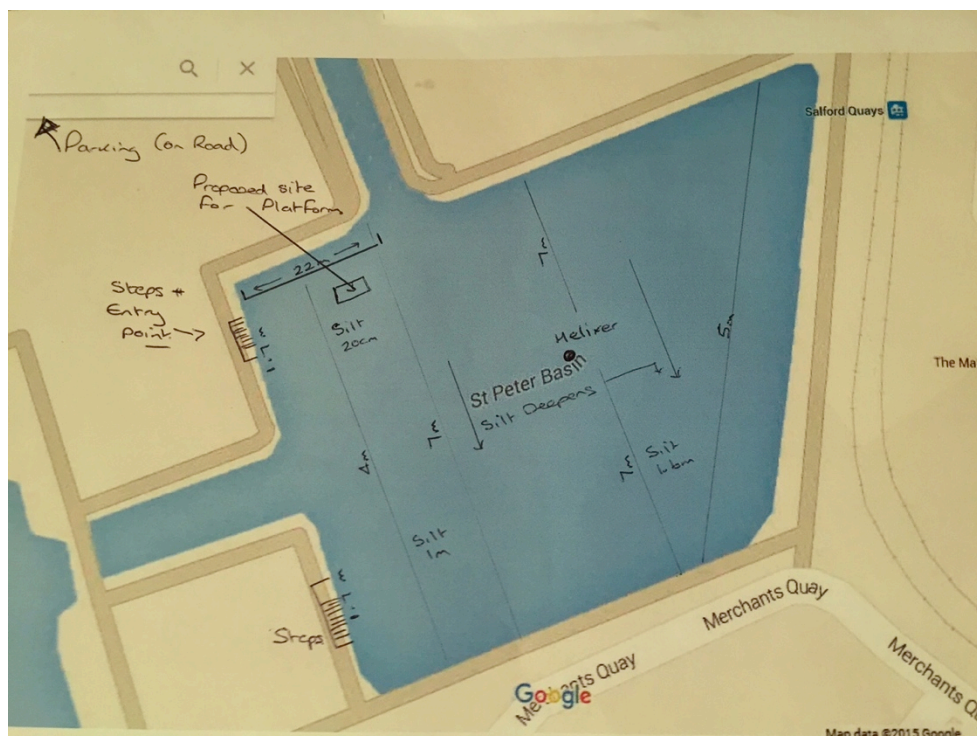 Salford Quays
Parking (on Road)
Proposed site
for Platform
22m
Steps +
Entry
point
1.7m
Silt
20cm
7m
Helixer
5m
St Peter Basin
Silt Deepens
The Ma
7m
4m
7m
Silt
1.6m
Silt
1m
1.7m
Steps
Merchants Quay
Merchants Quay
Merchants Q
Google
Map data ©2015 Google